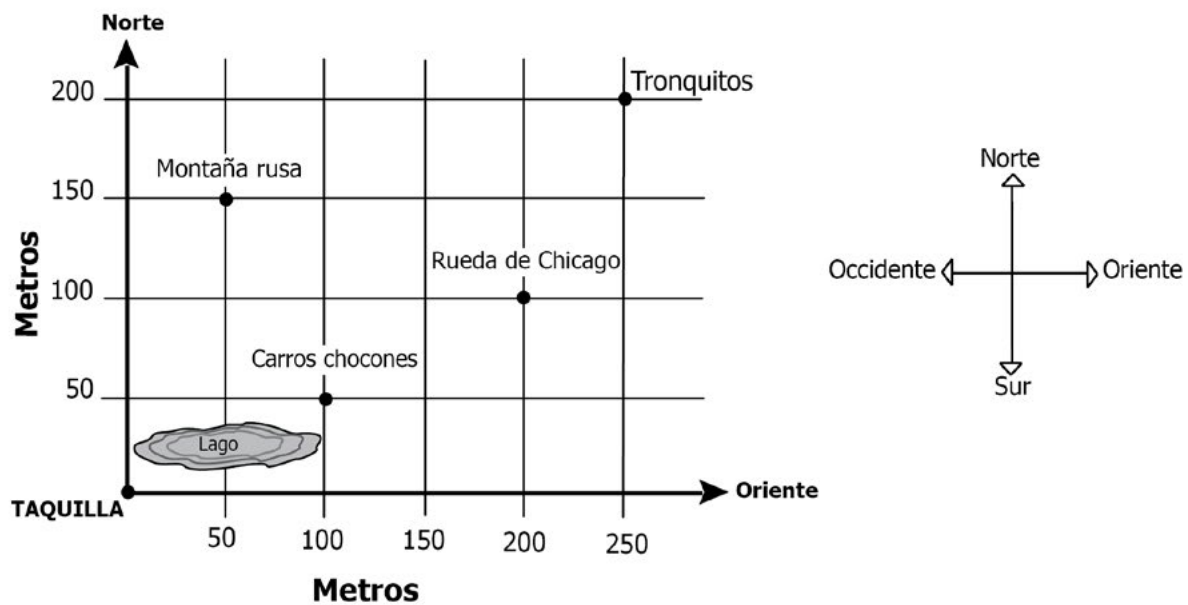 Norte
200
Tronquitos
Montaña rusa
150
Norte
Metros
Rueda de Chicago
Occidente
Oriente
100
Carros chocones
Sur
50
Lago
Oriente
TAQUILLA
50 100 150 200 250
Metros